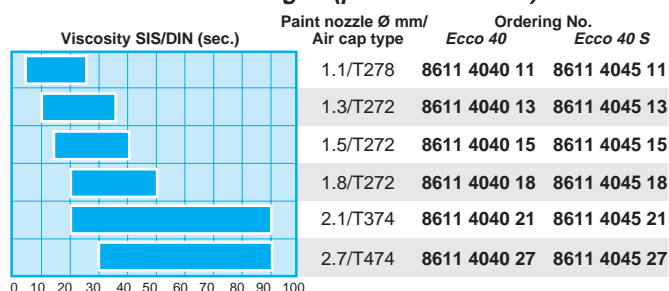 Paint nozzle Ø mm/ Ordering No.
Viscosity SIS/DIN (sec.) Air cap type Ecco 40 Ecco 40 S
1.1/T278 8611 4040 11 8611 4045 11
1.3/T272 8611 4040 13 8611 4045 13
1.5/T272 8611 4040 15 8611 4045 15
1.8/T272 8611 4040 18 8611 4045 18
2.1/T374 8611 4040 21 8611 4045 21
2.7/T474 8611 4040 27 8611 4045 27
0 10 20 30 40 50 60 70 80 90 100